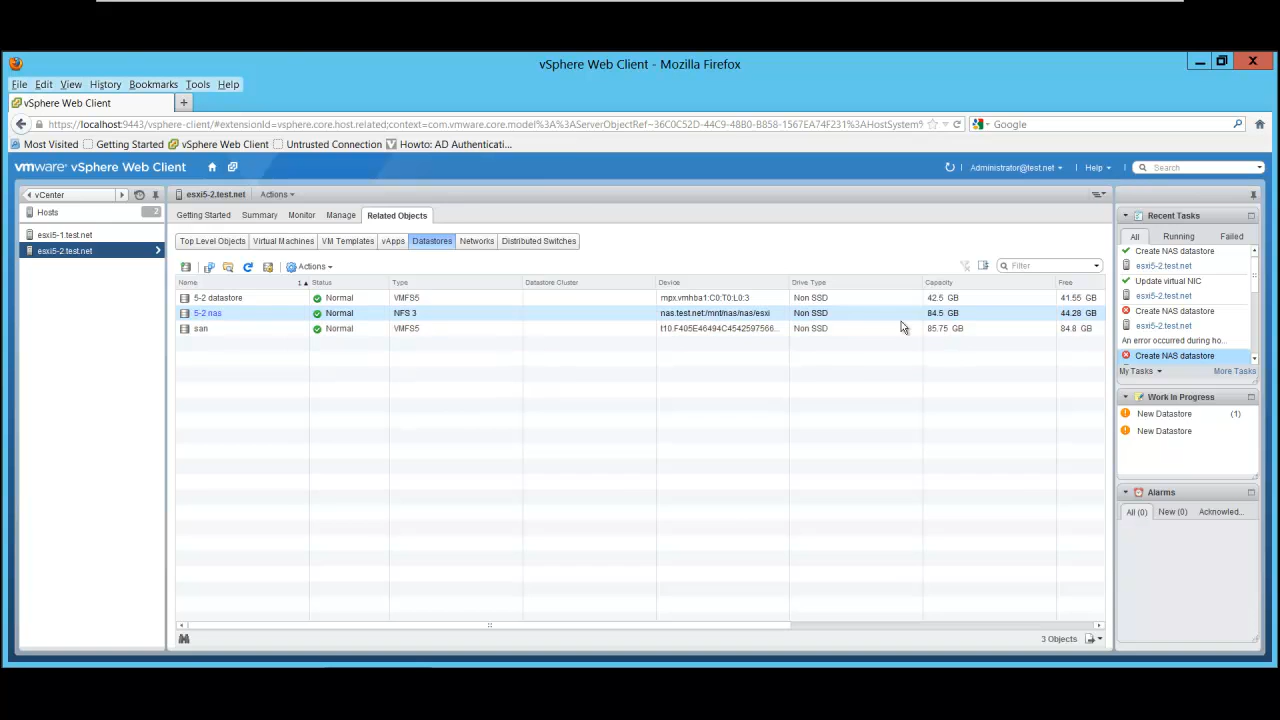 vSphere Web Client - Mozilla Firefox
File Edit View History Bookmarks Tools Help
vSphere Web Client +
https://localhost:9443/vsphere-client/#extensionId=vsphere.core.host.related;context=com.vmware.core.model%3A%3AServerObjectRef~36C0C52D-44C9-48B0-B858-1567EA74F231%3AHostSystem% Google
Most Visited Getting Started vSphere Web Client Untrusted Connection Howto: AD Authenticati...
vmware® vSphere Web Client Administrator@test.net Help Search
vCenter
Hosts 2
esxi5-1.test.net
esxi5-2.test.net
esxi5-2.test.net Actions
Getting Started Summary Monitor Manage Related Objects
Top Level Objects Virtual Machines VM Templates vApps Datastores Networks Distributed Switches
Actions Filter
Name 1 Status Type Datastore Cluster Device Drive Type Capacity Free
5-2 datastore Normal VMFS5 mpx.vmhba1:C0:T0:L0:3 Non SSD 42.5 GB 41.55 GB
5-2 nas Normal NFS 3 nas.test.net:/mnt/nas/nas/esxi Non SSD 84.5 GB 44.28 GB
san Normal VMFS5 t10.F405E46494C4542597566... Non SSD 85.75 GB 84.8 GB
3 Objects
Recent Tasks
All Running Failed
Create NAS datastore
esxi5-2.test.net
Update virtual NIC
esxi5-2.test.net
Create NAS datastore
esxi5-2.test.net
An error occurred during ho...
Create NAS datastore
My Tasks More Tasks
Work In Progress
New Datastore (1)
New Datastore
Alarms
All (0) New (0) Acknowled...